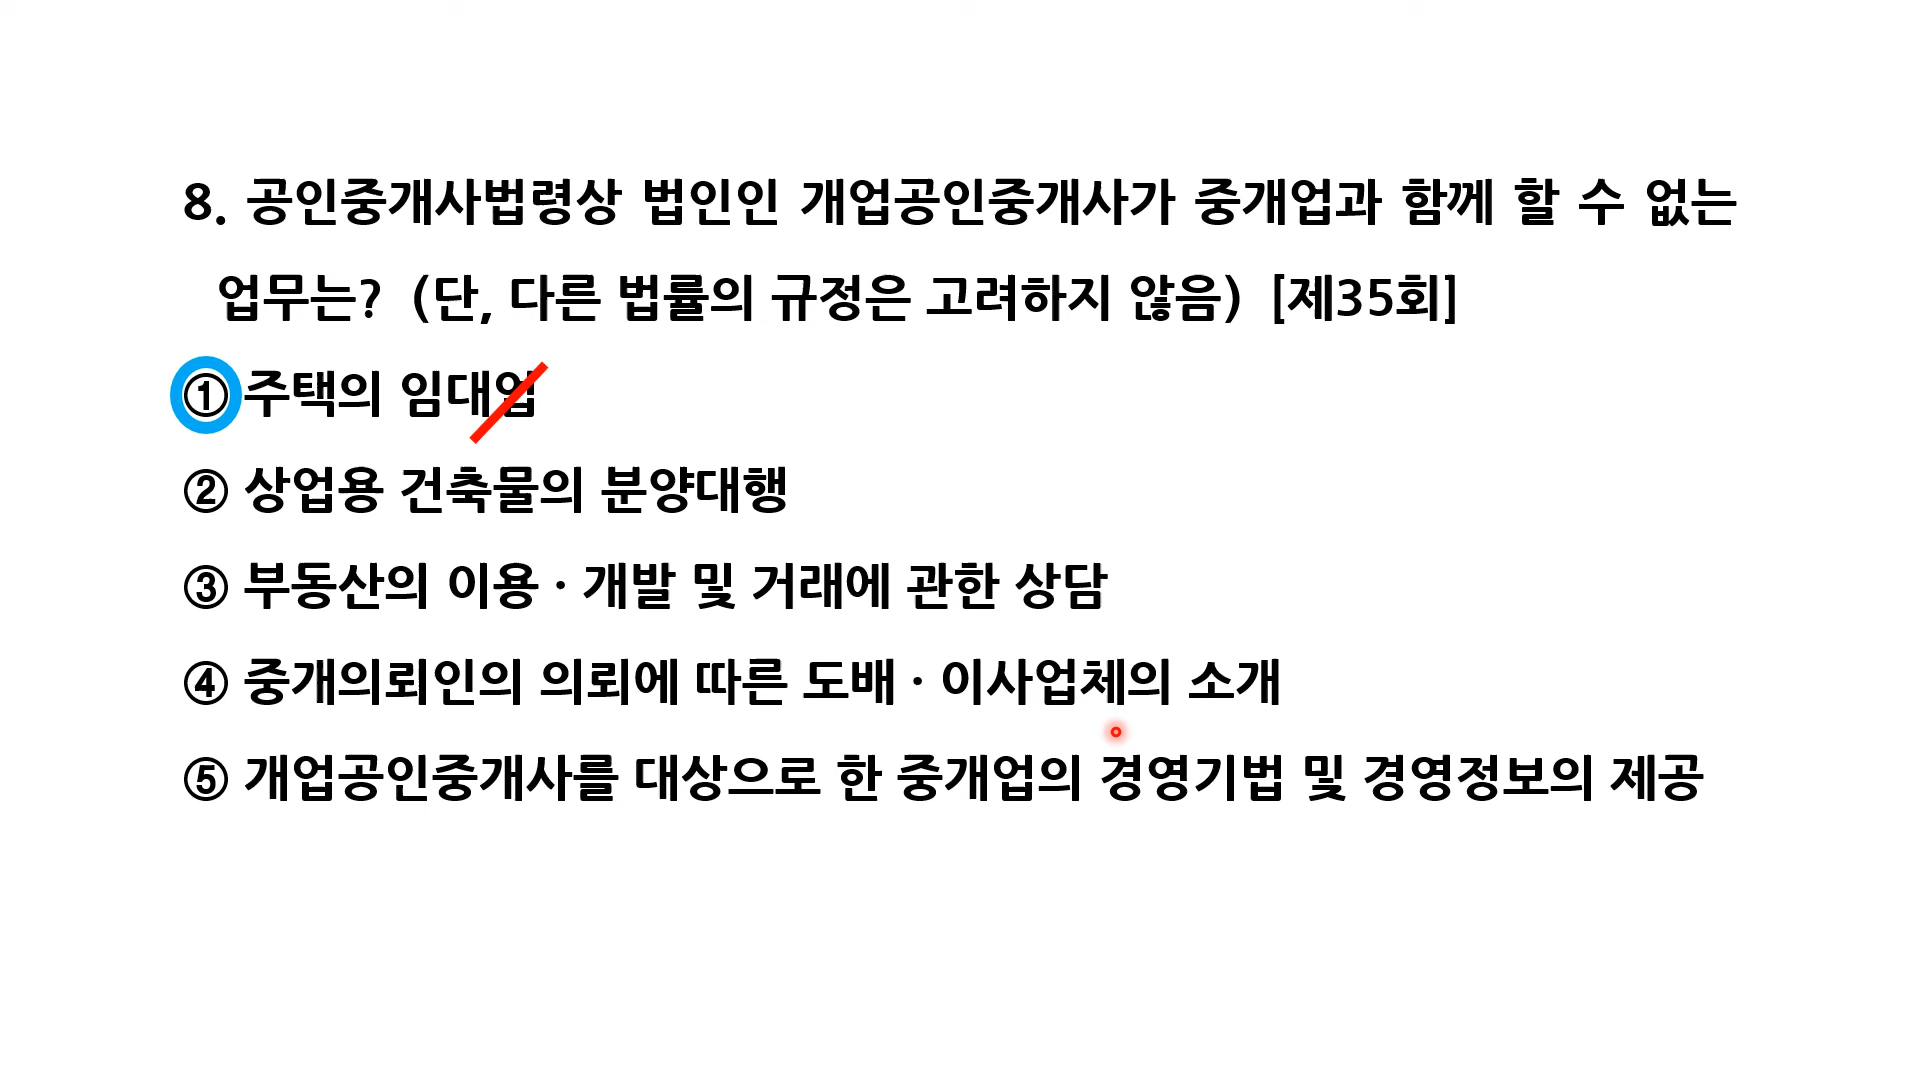 8. 공인중개사법령상 법인인 개업공인중개사가 중개업과 함께 할 수 없는
업무는? (단, 다른 법률의 규정은 고려하지 않음) [제35회]
① 주택의 임대업
② 상업용 건축물의 분양대행
③ 부동산의 이용 · 개발 및 거래에 관한 상담
④ 중개의뢰인의 의뢰에 따른 도배 · 이사업체의 소개
⑤ 개업공인중개사를 대상으로 한 중개업의 경영기법 및 경영정보의 제공